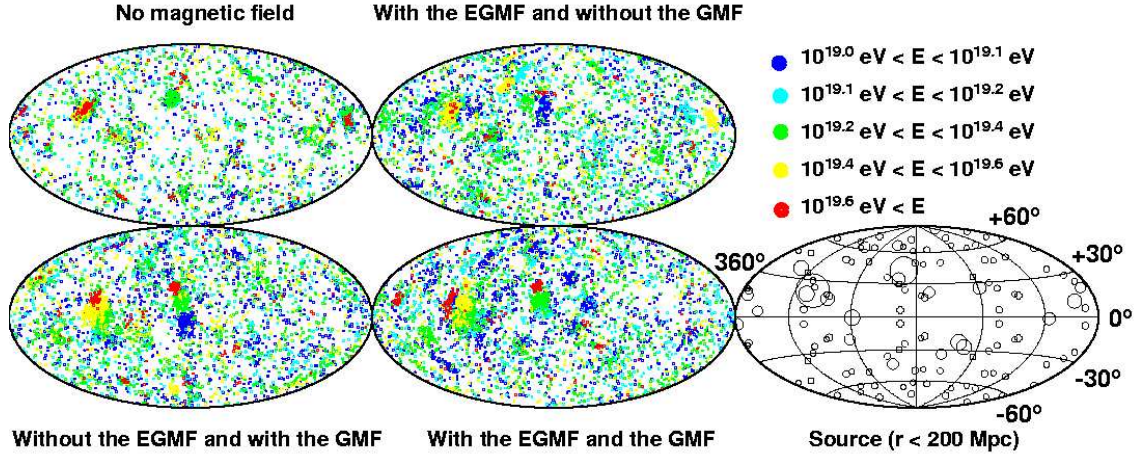 No magnetic field
With the EGMF and without the GMF
10^19.0 eV < E < 10^19.1 eV
10^19.1 eV < E < 10^19.2 eV
10^19.2 eV < E < 10^19.4 eV
10^19.4 eV < E < 10^19.6 eV
10^19.6 eV < E
+60°
+30°
360°
0°
-30°
-60°
Without the EGMF and with the GMF
With the EGMF and the GMF
Source (r < 200 Mpc)